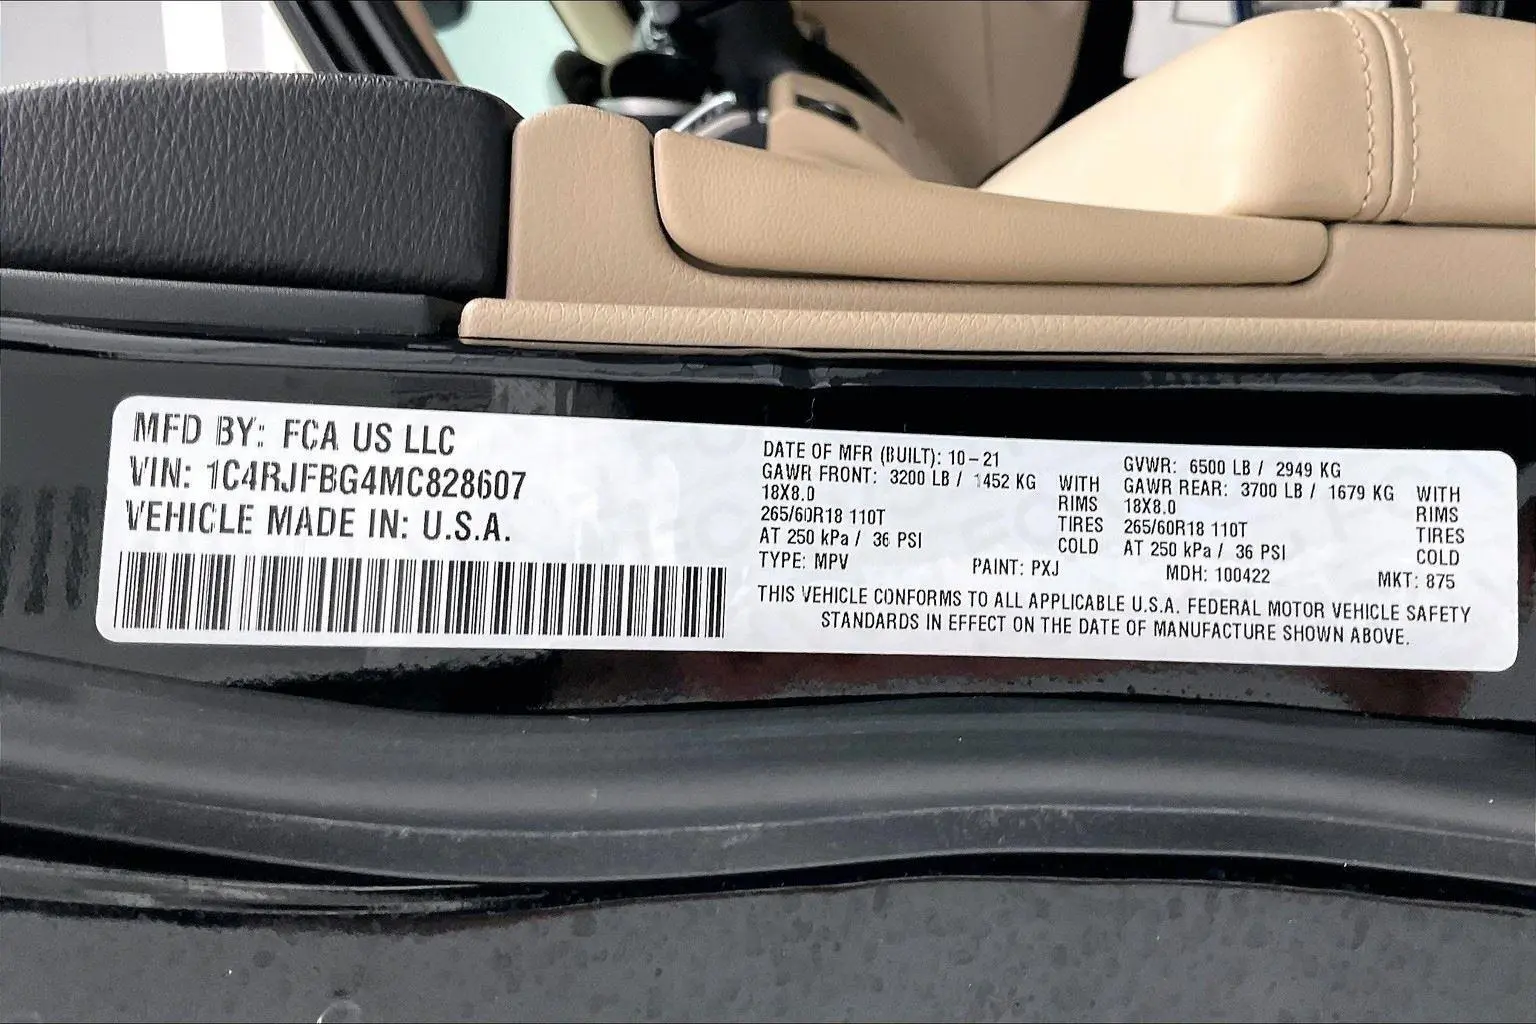 MFD BY: FCA US LLC
VIN: 1C4RJFBG4MC828607
VEHICLE MADE IN: U.S.A.
DATE OF MFR (BUILT): 10-21
GAWR FRONT: 3200 LB / 1452 KG WITH
18X8.0 RIMS
265/60R18 110T TIRES
AT 250 kPa / 36 PSI COLD
GVWR: 6500 LB / 2949 KG
GAWR REAR: 3700 LB / 1679 KG WITH
18X8.0 RIMS
265/60R18 110T TIRES
AT 250 kPa / 36 PSI COLD
TYPE: MPV PAINT: PXJ MDH: 100422 MKT: 875
THIS VEHICLE CONFORMS TO ALL APPLICABLE U.S.A. FEDERAL MOTOR VEHICLE SAFETY
STANDARDS IN EFFECT ON THE DATE OF MANUFACTURE SHOWN ABOVE.